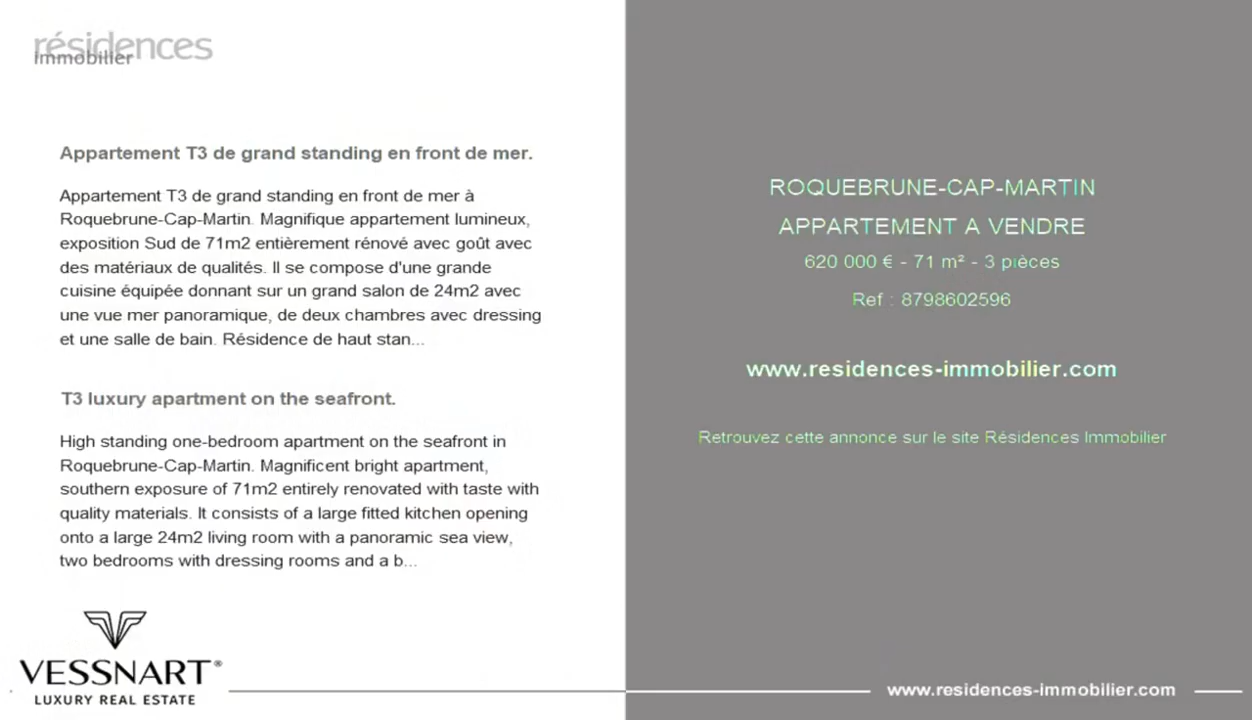 résidences
immobilier
Appartement T3 de grand standing en front de mer.
Appartement T3 de grand standing en front de mer à
Roquebrune-Cap-Martin. Magnifique appartement lumineux,
exposition Sud de 71m2 entièrement rénové avec goût avec
des matériaux de qualités. Il se compose d'une grande
cuisine équipée donnant sur un grand salon de 24m2 avec
une vue mer panoramique, de deux chambres avec dressing
et une salle de bain. Résidence de haut stan...
T3 luxury apartment on the seafront.
High standing one-bedroom apartment on the seafront in
Roquebrune-Cap-Martin. Magnificent bright apartment,
southern exposure of 71m2 entirely renovated with taste with
quality materials. It consists of a large fitted kitchen opening
onto a large 24m2 living room with a panoramic sea view,
two bedrooms with dressing rooms and a b...
VESSNART®
LUXURY REAL ESTATE
ROQUEBRUNE-CAP-MARTIN
APPARTEMENT A VENDRE
620 000 € - 71 m² - 3 pièces
Ref : 8798602596
www.residences-immobilier.com
Retrouvez cette annonce sur le site Résidences Immobilier
www.residences-immobilier.com